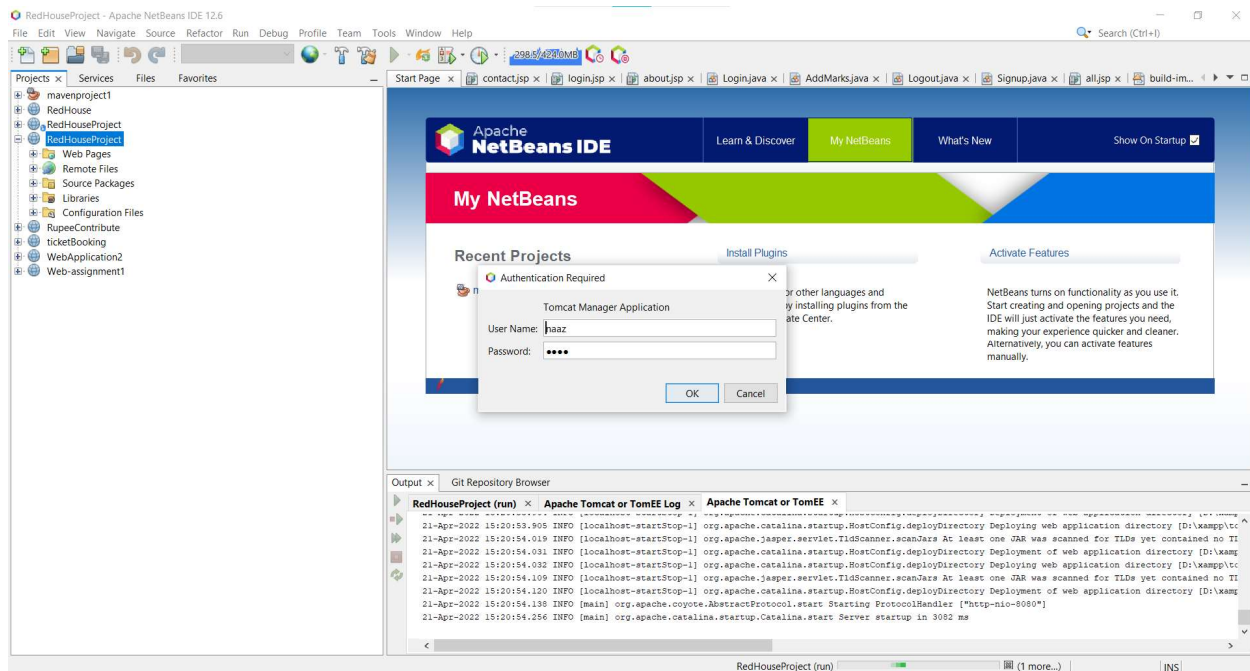 RedHouseProject - Apache NetBeans IDE 12.6
File Edit View Navigate Source Refactor Run Debug Profile Team Tools Window Help
Search (Ctrl+I)
298.5/424.0MB
Projects Services Files Favorites
Start Page contact.jsp login.jsp about.jsp Login.java AddMarks.java Logout.java Signup.java all.jsp build-im...
mavenproject1
RedHouse
RedHouseProject
RedHouseProject
Web Pages
Remote Files
Source Packages
Libraries
Configuration Files
RupeeContribute
ticketBooking
WebApplication2
Web-assignment1
Apache
NetBeans IDE
Learn & Discover
My NetBeans
What's New
Show On Startup
My NetBeans
Recent Projects
Install Plugins
Activate Features
or other languages and
by installing plugins from the
ate Center.
NetBeans turns on functionality as you use it.
Start creating and opening projects and the
IDE will just activate the features you need,
making your experience quicker and cleaner.
Alternatively, you can activate features
manually.
Authentication Required
Tomcat Manager Application
User Name: naaz
Password: ●●●●
OK Cancel
Output Git Repository Browser
RedHouseProject (run) Apache Tomcat or TomEE Log Apache Tomcat or TomEE
21-Apr-2022 15:20:53.905 INFO [localhost-startStop-1] org.apache.catalina.startup.HostConfig.deployDirectory Deploying web application directory [D:\xampp\tc
21-Apr-2022 15:20:54.019 INFO [localhost-startStop-1] org.apache.jasper.servlet.TldScanner.scanJars At least one JAR was scanned for TLDs yet contained no TI
21-Apr-2022 15:20:54.031 INFO [localhost-startStop-1] org.apache.catalina.startup.HostConfig.deployDirectory Deployment of web application directory [D:\xamp
21-Apr-2022 15:20:54.032 INFO [localhost-startStop-1] org.apache.catalina.startup.HostConfig.deployDirectory Deploying web application directory [D:\xampp\tc
21-Apr-2022 15:20:54.109 INFO [localhost-startStop-1] org.apache.jasper.servlet.TldScanner.scanJars At least one JAR was scanned for TLDs yet contained no TI
21-Apr-2022 15:20:54.120 INFO [localhost-startStop-1] org.apache.catalina.startup.HostConfig.deployDirectory Deployment of web application directory [D:\xamp
21-Apr-2022 15:20:54.138 INFO [main] org.apache.coyote.AbstractProtocol.start Starting ProtocolHandler ["http-nio-8080"]
21-Apr-2022 15:20:54.256 INFO [main] org.apache.catalina.startup.Catalina.start Server startup in 3082 ms
RedHouseProject (run) (1 more...) INS